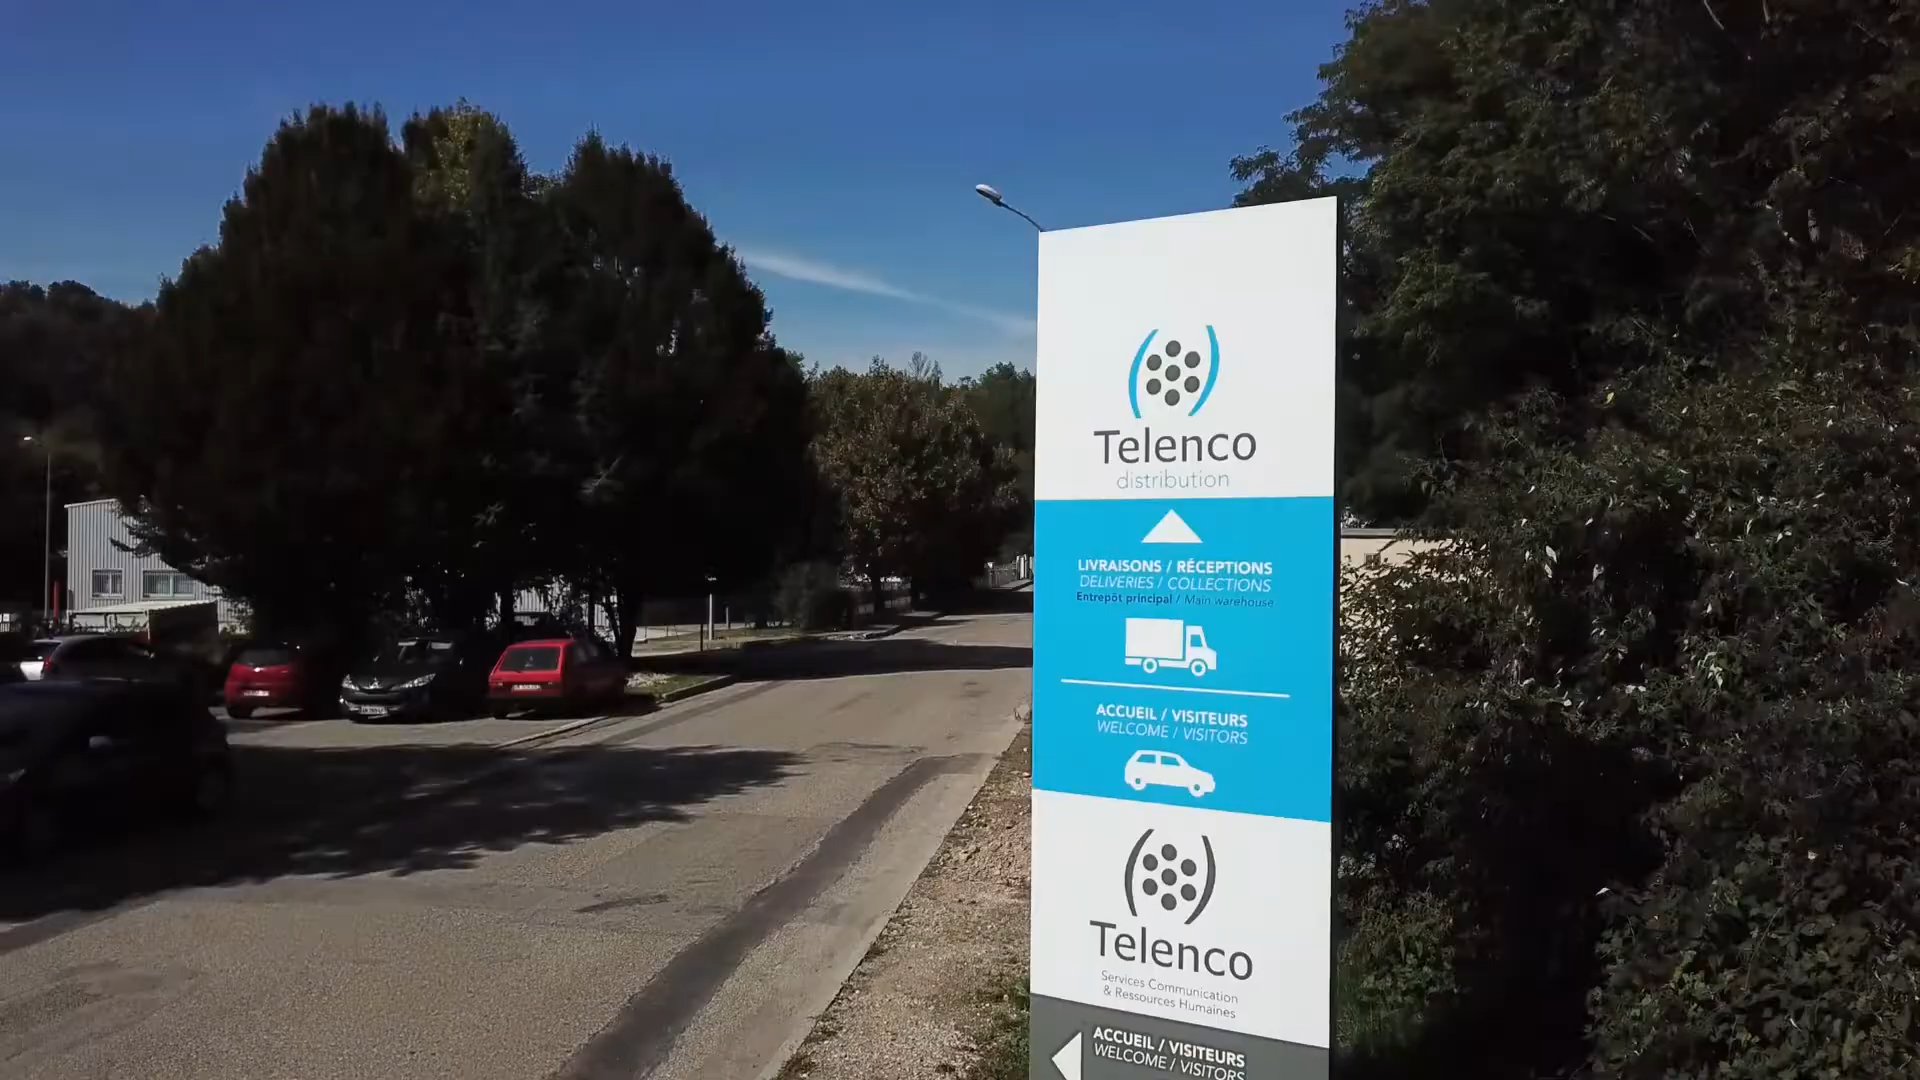 Telenco
distribution
LIVRAISONS / RÉCEPTIONS
DELIVERIES / COLLECTIONS
Entrepôt principal / Main warehouse
ACCUEIL / VISITEURS
WELCOME / VISITORS
Telenco
Services Communication
& Ressources Humaines
ACCUEIL / VISITEURS
WELCOME / VISITORS